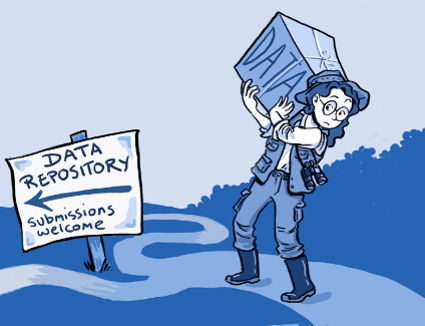 DATA
DATA
REPOSITORY
submissions
welcome